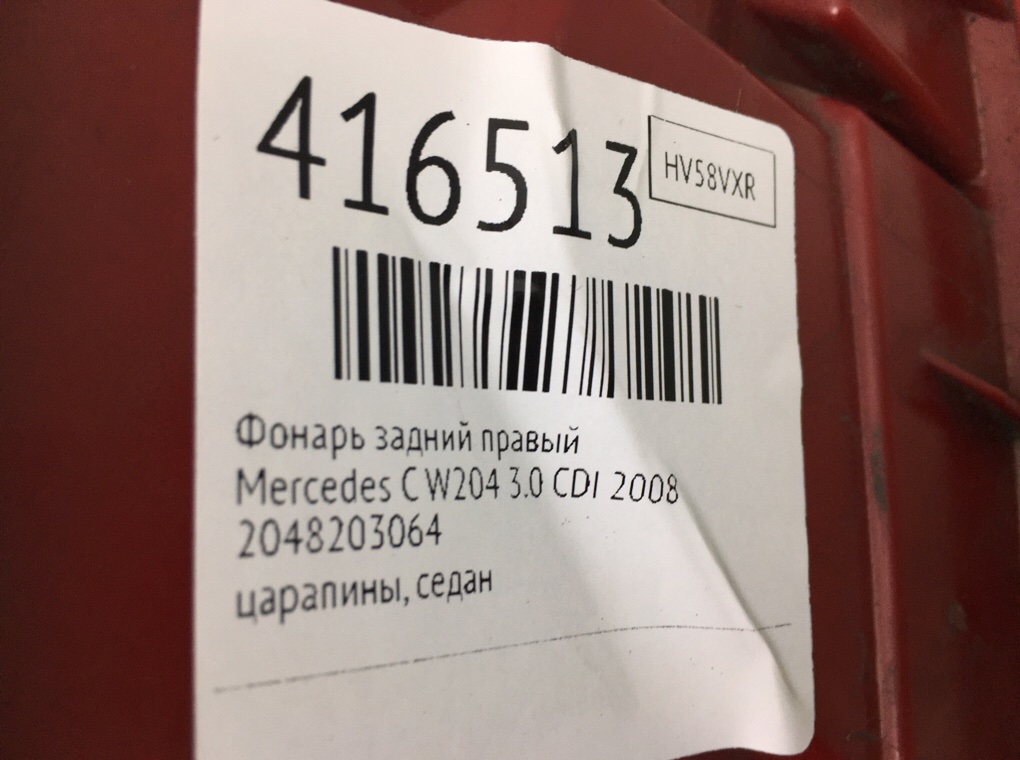 416513
HV58VXR
Фонарь задний правый
Mercedes C W204 3.0 CDI 2008
2048203064
царапины, седан